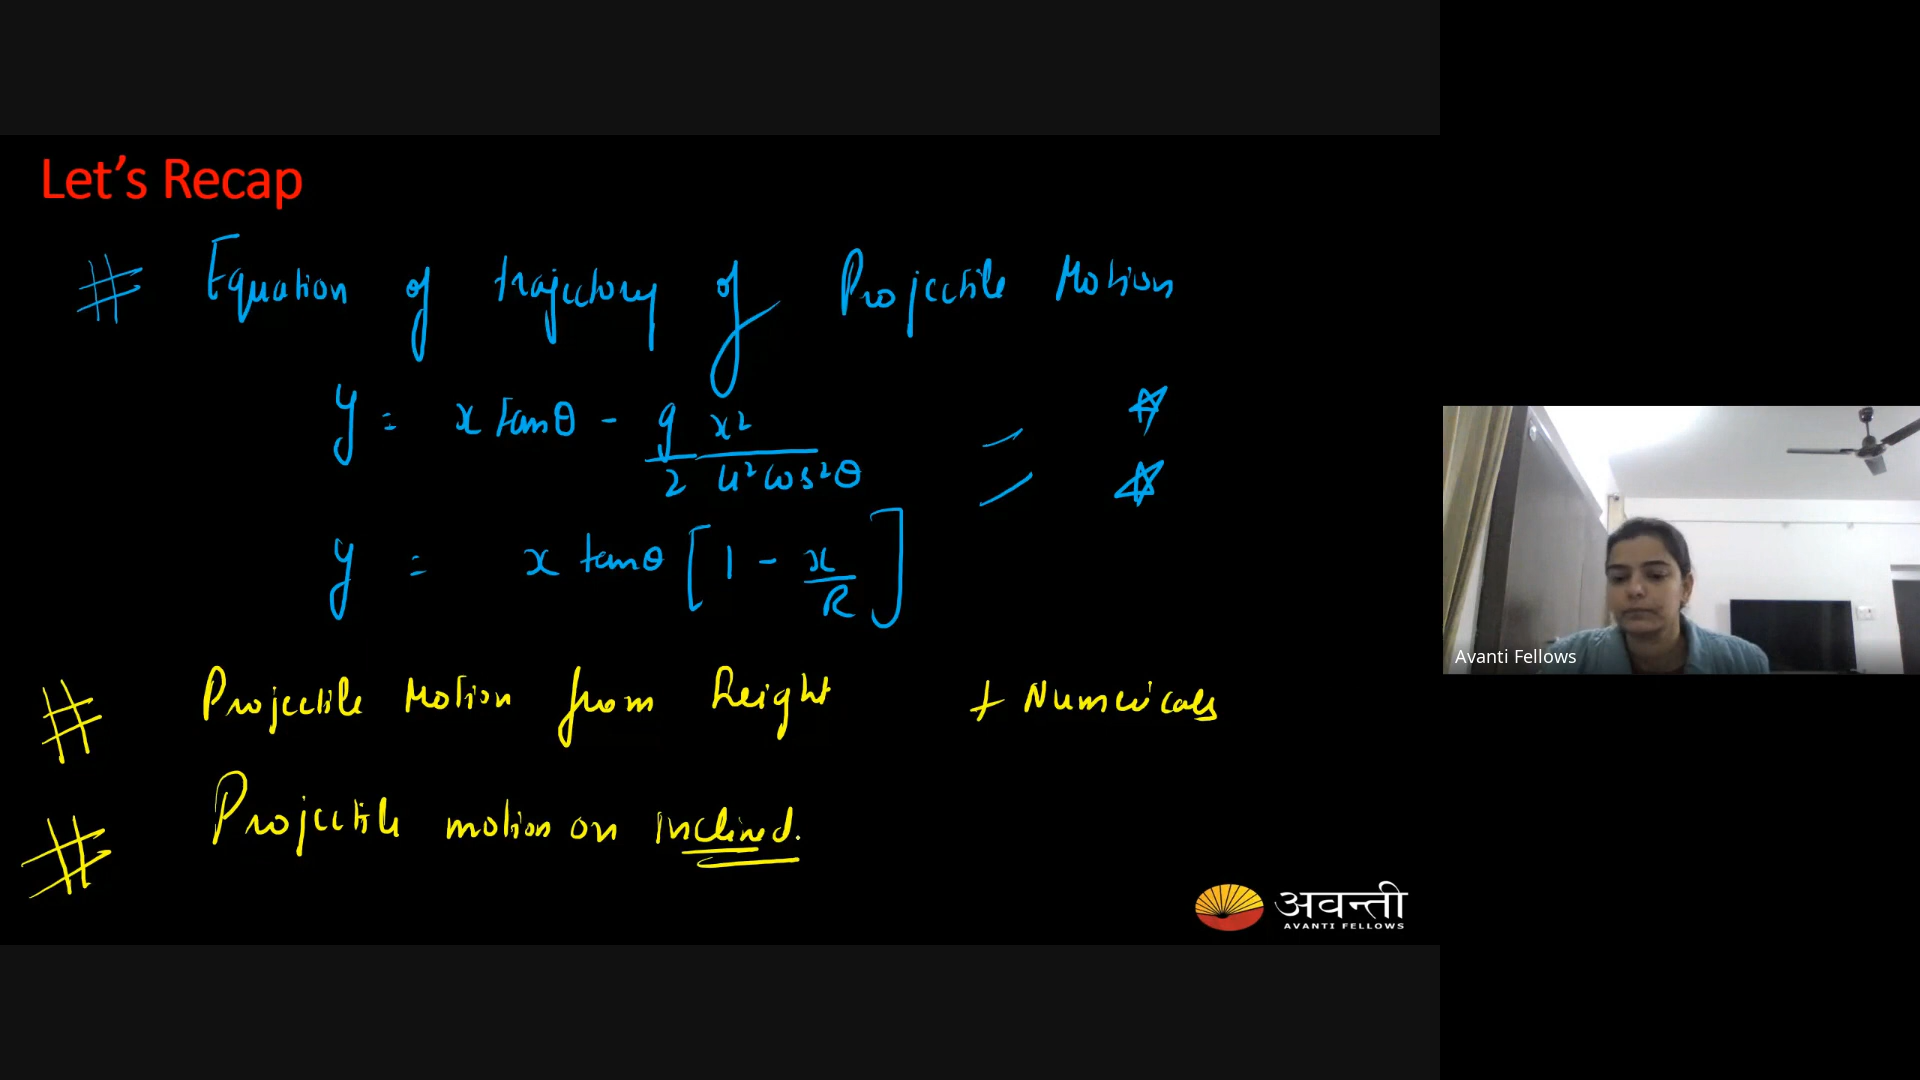 Let's Recap
# Equation of trajectory of Projectile Motion
y = x tanθ - g x² / 2 u² cos²θ
y = x tanθ [1 - x/R]
# Projectile Motion from Height + Numericals
# Projectile motion on Inclined.
Avanti Fellows
अवन्ती
AVANTI FELLOWS